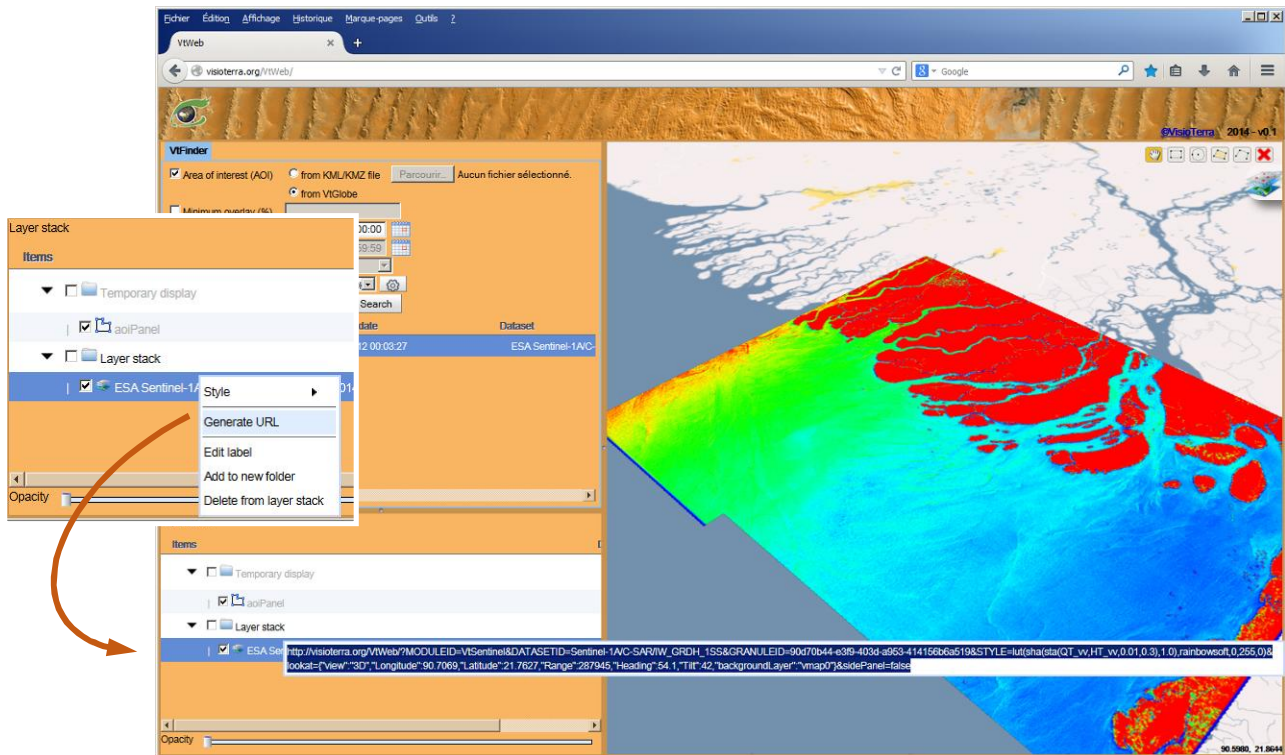 Fichier Édition Affichage Historique Marque-pages Outils ?
VtWeb
visioterra.org/VtWeb/
Google
©VisioTerra 2014 - v0.1
VtFinder
Area of interest (AOI)
from KML/KMZ file
Parcourir...
Aucun fichier sélectionné.
from VtGlobe
Minimum overlay (%)
00:00
59:59
Search
date
Dataset
12 00:03:27
ESA Sentinel-1A/C-
Layer stack
Items
Temporary display
aoiPanel
Layer stack
ESA Sentinel-1A
Style
Generate URL
Edit label
Add to new folder
Delete from layer stack
Opacity
Items
Temporary display
aoiPanel
Layer stack
ESA Se
http://visioterra.org/VtWeb/?MODULEID=VtSentinel&DATASETID=Sentinel-1A/C-SAR/IW_GRDH_1SS&GRANULEID=90d70b44-e3f9-403d-a953-414156b6a519&STYLE=lut(sha(sta(QT_vv,HT_vv,0.01,0.3),1.0),rainbowsoft,0,255,0)&
lookat={"view":"3D","Longitude":90.7069,"Latitude":21.7627,"Range":287945,"Heading":54.1,"Tilt":42,"backgroundLayer":"vmap0"}&sidePanel=false
Opacity
90.5980, 21.8644